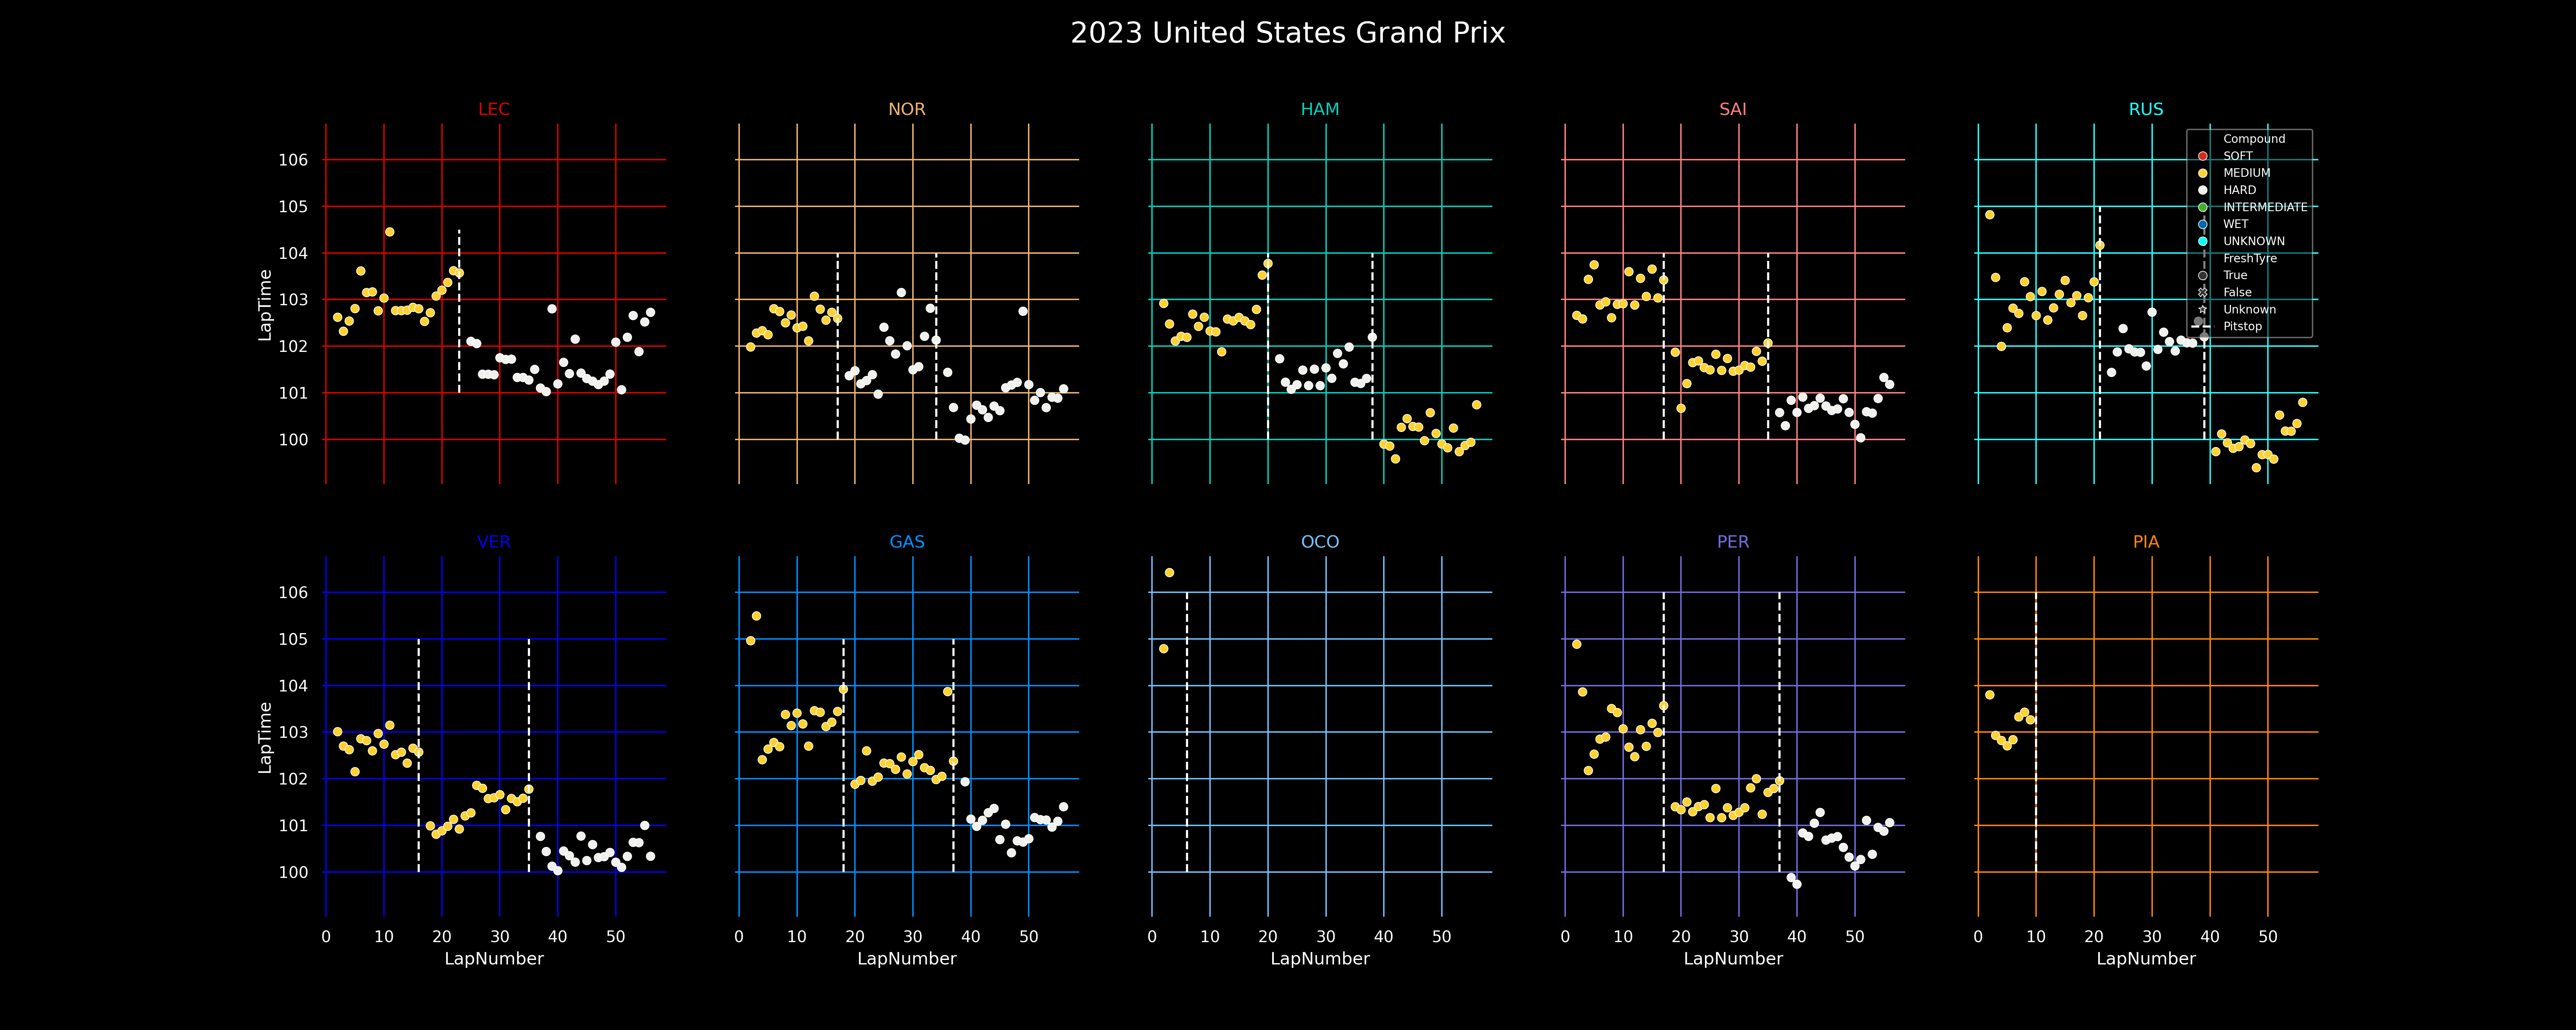 2023 United States Grand Prix
LEC
NOR
HAM
SAI
RUS
106
105
104
103
102
101
100
LapTime
Compound
SOFT
MEDIUM
HARD
INTERMEDIATE
WET
UNKNOWN
FreshTyre
True
False
Unknown
Pitstop
VER
GAS
OCO
PER
PIA
106
105
104
103
102
101
100
LapTime
0 10 20 30 40 50
0 10 20 30 40 50
0 10 20 30 40 50
0 10 20 30 40 50
0 10 20 30 40 50
LapNumber
LapNumber
LapNumber
LapNumber
LapNumber